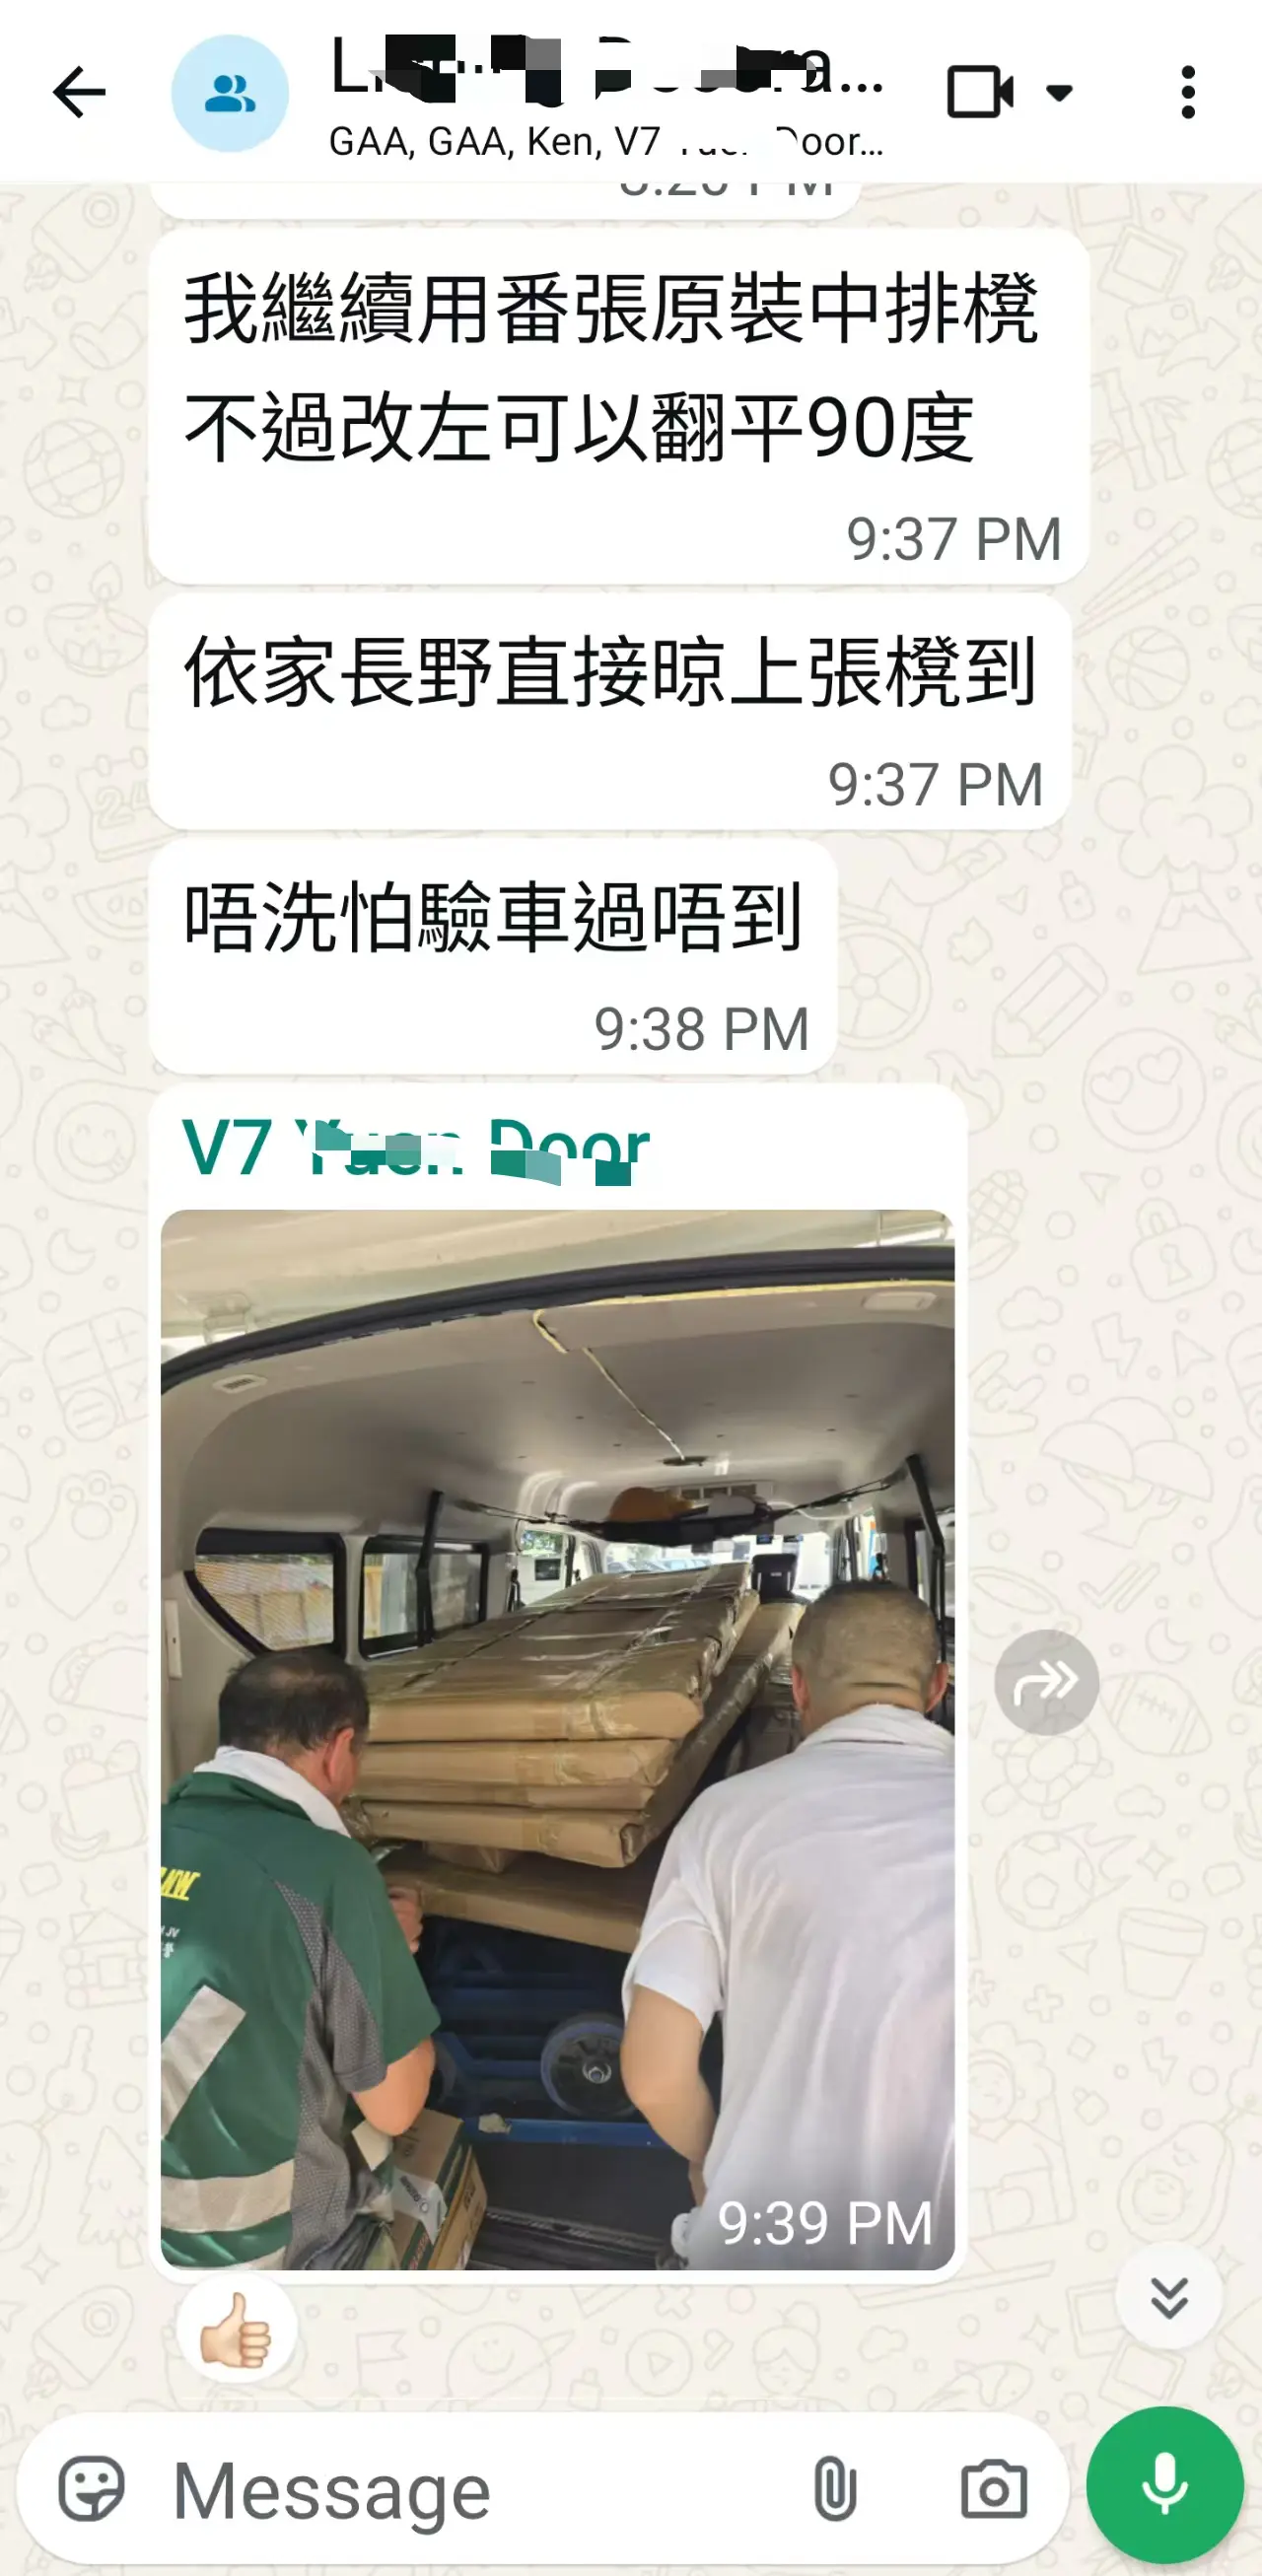 GAA, GAA, Ken, V7 Door...
我繼續用番張原裝中排櫈
不過改左可以翻平90度
9:37 PM
依家長野直接晾上張櫈到
9:37 PM
唔洗怕驗車過唔到
9:38 PM
V7 Door
9:39 PM
Message